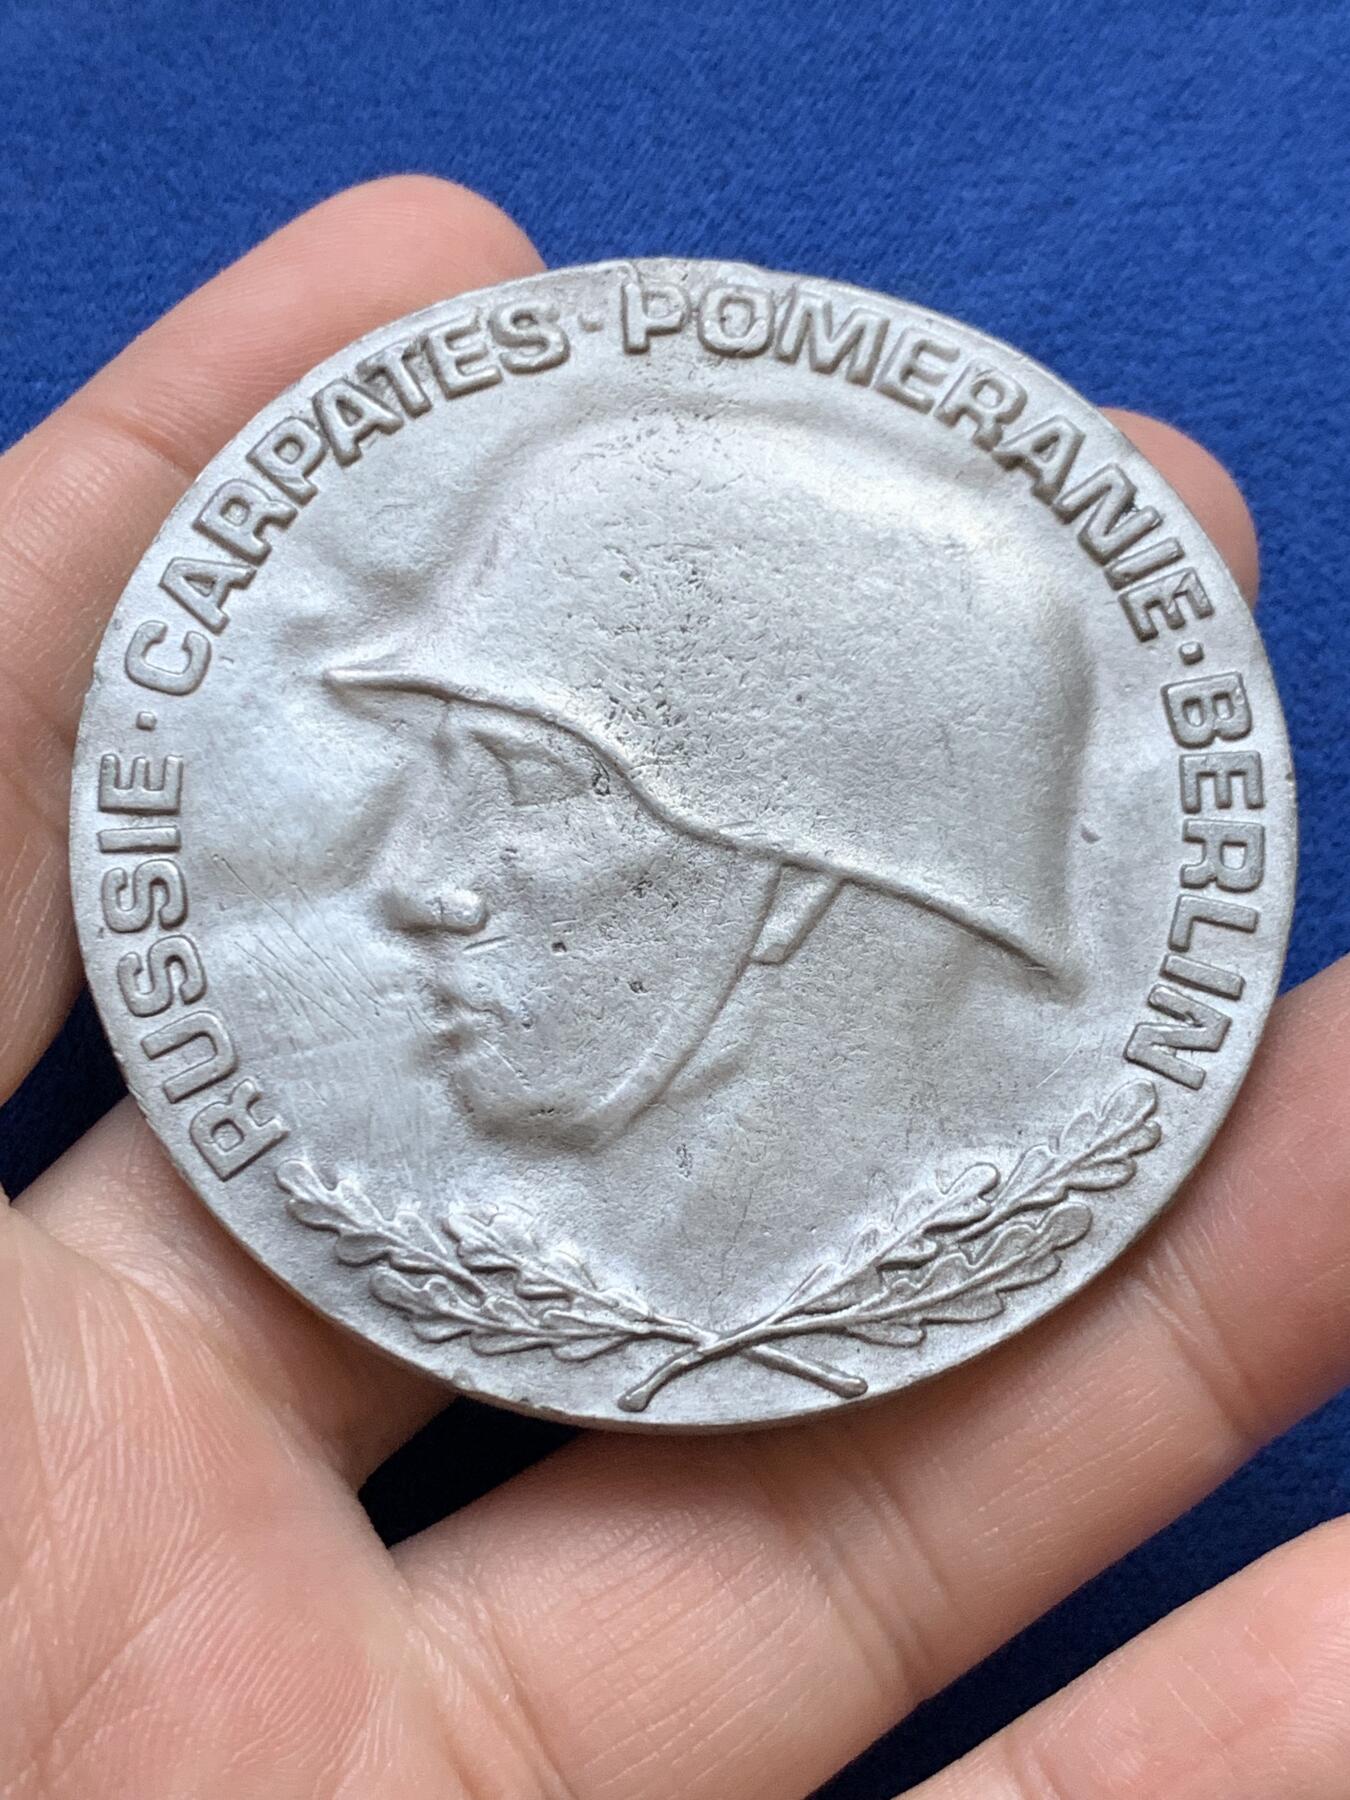 RUSSIE · CARPATES · POMERANIE · BERLIN